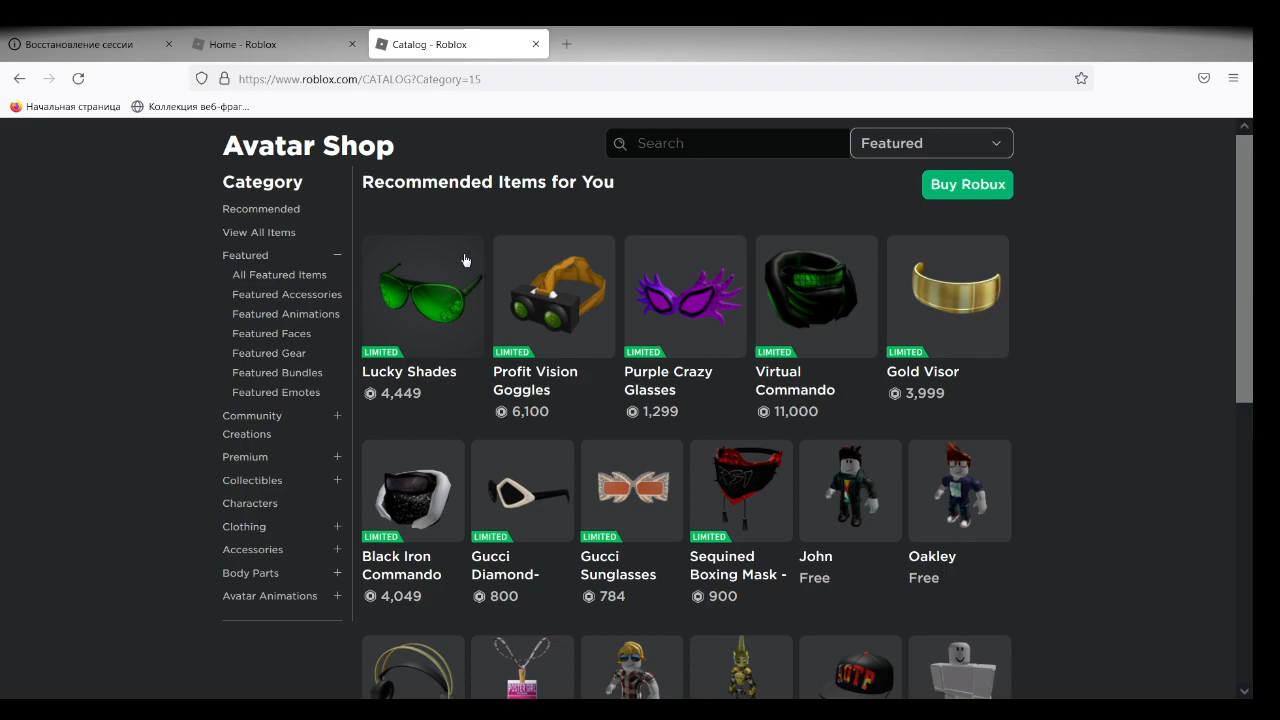 Восстановление сессии
Home - Roblox
Catalog - Roblox
https://www.roblox.com/CATALOG?Category=15
Начальная страница
Коллекция веб-фраг...
Avatar Shop
Search
Featured
Category
Recommended
View All Items
Featured
All Featured Items
Featured Accessories
Featured Animations
Featured Faces
Featured Gear
Featured Bundles
Featured Emotes
Community
Creations
Premium
Collectibles
Characters
Clothing
Accessories
Body Parts
Avatar Animations
Recommended Items for You
Buy Robux
LIMITED
Lucky Shades
4,449
LIMITED
Profit Vision
Goggles
6,100
LIMITED
Purple Crazy
Glasses
1,299
LIMITED
Virtual
Commando
11,000
LIMITED
Gold Visor
3,999
LIMITED
Black Iron
Commando
4,049
LIMITED
Gucci
Diamond-
800
LIMITED
Gucci
Sunglasses
784
LIMITED
Sequined
Boxing Mask -
900
John
Free
Oakley
Free
POSTER GIRL